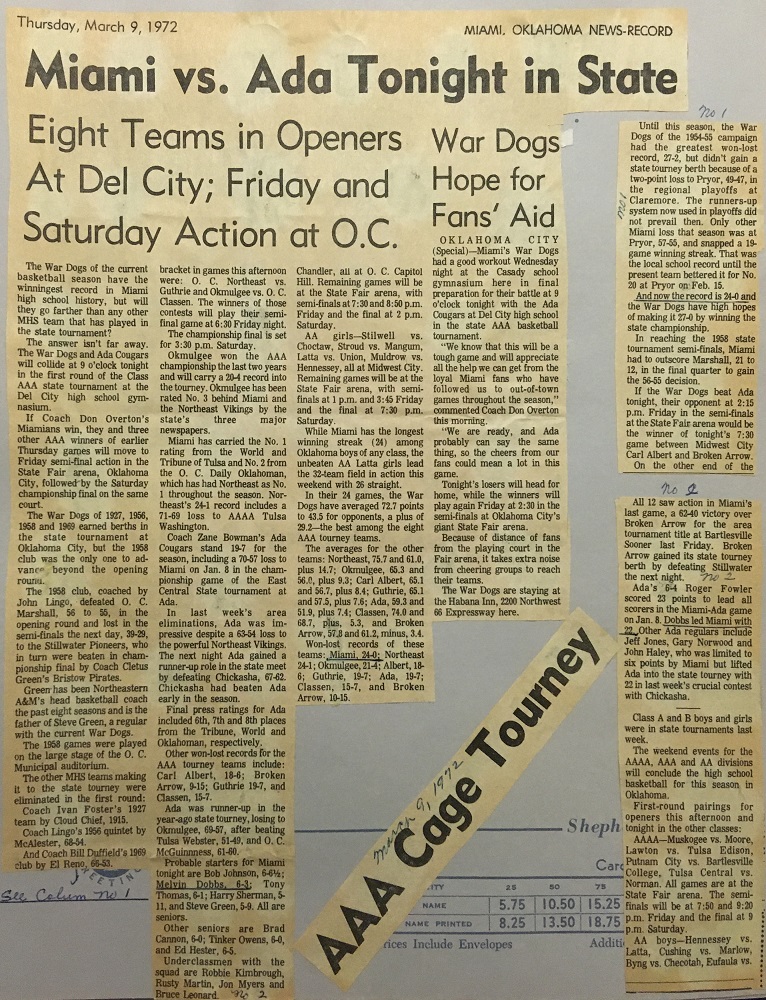 Thursday, March 9, 1972
MIAMI, OKLAHOMA NEWS-RECORD
Miami vs. Ada Tonight in State
Eight Teams in Openers
At Del City; Friday and
Saturday Action at O.C.
The War Dogs of the current
basketball season have the
winningest record in Miami
high school history, but will
they go farther than any other
MHS team that has played in
the state tournament?
The answer isn't far away.
The War Dogs and Ada Cougars
will collide at 9 o'clock tonight
in the first round of the Class
AAA state tournament at the
Del City high school gym-
nasium.
If Coach Don Overton's
Miamians win, they and three
other AAA winners of earlier
Thursday games will move to
Friday semi-final action in the
State Fair arena, Oklahoma
City, followed by the Saturday
championship final on the same
court.
The War Dogs of 1927, 1956,
1958 and 1969 earned berths in
the state tournament at
Oklahoma City, but the 1958
club was the only one to ad-
vance beyond the opening
round.
The 1958 club, coached by
John Lingo, defeated O. C.
Marshall, 56 to 55, in the
opening round and lost in the
semi-finals the next day, 39-29,
to the Stillwater Pioneers, who
in turn were beaten in cham-
pionship final by Coach Cletus
Green's Bristow Pirates.
Green has been Northeastern
A&M's head basketball coach
the past eight seasons and is the
father of Steve Green, a regular
with the current War Dogs.
The 1958 games were played
on the large stage of the O. C.
Municipal auditorium.
The other MHS teams making
it to the state tourney were
eliminated in the first round:
Coach Ivan Foster's 1927
team by Cloud Chief, 1915.
Coach Lingo's 1956 quintet by
McAlester, 68-54.
And Coach Bill Duffield's 1969
club by El Reno, 66-53.
See Colum no 1
bracket in games this afternoon
were: O. C. Northeast vs.
Guthrie and Okmulgee vs. O. C.
Classen. The winners of those
contests will play their semi-
final game at 6:30 Friday night.
The championship final is set
for 3:30 p.m. Saturday.
Okmulgee won the AAA
championship the last two years
and will carry a 20-4 record into
the tourney. Okmulgee has been
rated No. 3 behind Miami and
the Northeast Vikings by the
state's three major
newspapers.
Miami has carried the No. 1
rating from the World and
Tribune of Tulsa and No. 2 from
the O. C. Daily Oklahoman,
which has had Northeast as No.
1 throughout the season. Nor-
theast's 24-1 record includes a
71-69 loss to AAAA Tulsa
Washington.
Coach Zane Bowman's Ada
Cougars stand 19-7 for the
season, including a 70-57 loss to
Miami on Jan. 8 in the cham-
pionship game of the East
Central State tournament at
Ada.
In last week's area
eliminations, Ada was im-
pressive despite a 63-54 loss to
the powerful Northeast Vikings.
The next night Ada gained a
runner-up role in the state meet
by defeating Chickasha, 67-62.
Chickasha had beaten Ada
early in the season.
Final press ratings for Ada
included 6th, 7th and 8th places
from the Tribune, World and
Oklahoman, respectively.
Other won-lost records for the
AAA tourney teams include:
Carl Albert, 18-6; Broken
Arrow, 9-15; Guthrie 19-7, and
Classen, 15-7.
Ada was runner-up in the
year-ago state tourney, losing to
Okmulgee, 69-57, after beating
Tulsa Webster, 51-49, and O. C.
McGuinness, 61-60.
Probable starters for Miami
tonight are Bob Johnson, 6-6½;
Melvin Dobbs, 6-3; Tony
Thomas, 6-1; Harry Sherman, 5-
11, and Steve Green, 5-9. All are
seniors.
Other seniors are Brad
Cannon, 6-0; Tinker Owens, 6-0,
and Ed Hester, 6-5.
Underclassmen with the
squad are Robbie Kimbrough,
Rusty Martin, Jon Myers and
Bruce Leonard. No 2
Chandler, all at O. C. Capitol
Hill. Remaining games will be
at the State Fair arena, with
semi-finals at 7:30 and 8:50 p.m.
Friday and the final at 2 p.m.
Saturday.
AA girls—Stilwell vs.
Choctaw, Stroud vs. Mangum,
Latta vs. Union, Muldrow vs.
Hennessey, all at Midwest City.
Remaining games will be at the
State Fair arena, with semi-
finals at 1 p.m. and 3:45 Friday
and the final at 7:30 p.m.
Saturday.
While Miami has the longest
winning streak (24) among
Oklahoma boys of any class, the
unbeaten AA Latta girls lead
the 32-team field in action this
weekend with 26 straight.
In their 24 games, the War
Dogs have averaged 72.7 points
to 43.5 for opponents, a plus of
29.2—the best among the eight
AAA tourney teams.
The averages for the other
teams: Northeast, 75.7 and 61.0,
plus 14.7; Okmulgee, 65.3 and
56.0, plus 9.3; Carl Albert, 65.1
and 56.7, plus 8.4; Guthrie, 65.1
and 57.5, plus 7.6; Ada, 59.3 and
51.9, plus 7.4; Classen, 74.0 and
68.7, plus, 5.3, and Broken
Arrow, 57.8 and 61.2, minus, 3.4.
Won-lost records of these
teams: Miami, 24-0; Northeast
24-1; Okmulgee, 21-4; Albert, 18-
6; Guthrie, 19-7; Ada, 19-7;
Classen, 15-7, and Broken
Arrow, 10-15.
War Dogs
Hope for
Fans' Aid
OKLAHOMA CITY
(Special)—Miami's War Dogs
had a good workout Wednesday
night at the Casady school
gymnasium here in final
preparation for their battle at 9
o'clock tonight with the Ada
Cougars at Del City high school
in the state AAA basketball
tournament.
"We know that this will be a
tough game and will appreciate
all the help we can get from the
loyal Miami fans who have
followed us to out-of-town
games throughout the season,"
commented Coach Don Overton
this morning.
"We are ready, and Ada
probably can say the same
thing, so the cheers from our
fans could mean a lot in this
game.
Tonight's losers will head for
home, while the winners will
play again Friday at 2:30 in the
semi-finals at Oklahoma City's
giant State Fair arena.
Because of distance of fans
from the playing court in the
Fair arena, it takes extra noise
from cheering groups to reach
their teams.
The War Dogs are staying at
the Habana Inn, 2200 Northwest
66 Expressway here.
no 1
no 1
Until this season, the War
Dogs of the 1954-55 campaign
had the greatest won-lost
record, 27-2, but didn't gain a
state tourney berth because of a
two-point loss to Pryor, 49-47, in
the regional playoffs at
Claremore. The runners-up
system now used in playoffs did
not prevail then. Only other
Miami loss that season was at
Pryor, 57-55, and snapped a 19-
game winning streak. That was
the local school record until the
present team bettered it for No.
20 at Pryor on Feb. 15.
And now the record is 24-0 and
the War Dogs have high hopes
of making it 27-0 by winning the
state championship.
In reaching the 1958 state
tournament semi-finals, Miami
had to outscore Marshall, 21 to
12, in the final quarter to gain
the 56-55 decision.
If the War Dogs beat Ada
tonight, their opponent at 2:15
p.m. Friday in the semi-finals
at the State Fair arena would be
the winner of tonight's 7:30
game between Midwest City
Carl Albert and Broken Arrow.
On the other end of the
No 2
All 12 saw action in Miami's
last game, a 62-40 victory over
Broken Arrow for the area
tournament title at Bartlesville
Sooner last Friday. Broken
Arrow gained its state tourney
berth by defeating Stillwater
the next night. No 2
Ada's 6-4 Roger Fowler
scored 23 points to lead all
scorers in the Miami-Ada game
on Jan. 8. Dobbs led Miami with
22. Other Ada regulars include
Jeff Jones, Gary Norwood and
John Haley, who was limited to
six points by Miami but lifted
Ada into the state tourney with
22 in last week's crucial contest
with Chickasha.
Class A and B boys and girls
were in state tournaments last
week.
The weekend events for the
AAAA, AAA and AA divisions
will conclude the high school
basketball for this season in
Oklahoma.
First-round pairings for
openers this afternoon and
tonight in the other classes:
AAAA—Muskogee vs. Moore,
Lawton vs. Tulsa Edison,
Putnam City vs. Bartlesville
College, Tulsa Central vs.
Norman. All games are at the
State Fair arena. The semi-
finals will be at 7:30 and 9:20
p.m. Friday and the final at 9
p.m. Saturday.
AA boys—Hennessey vs.
Latta, Cushing vs. Marlow,
Byng vs. Checotah, Eufaula vs.
AAA Cage Tourney
March 9, 1972
Sheph
Card
ITY 25 50 75
NAME 5.75 10.50 15.25
NAME PRINTED 8.25 13.50 18.75
rices Include Envelopes
Additi